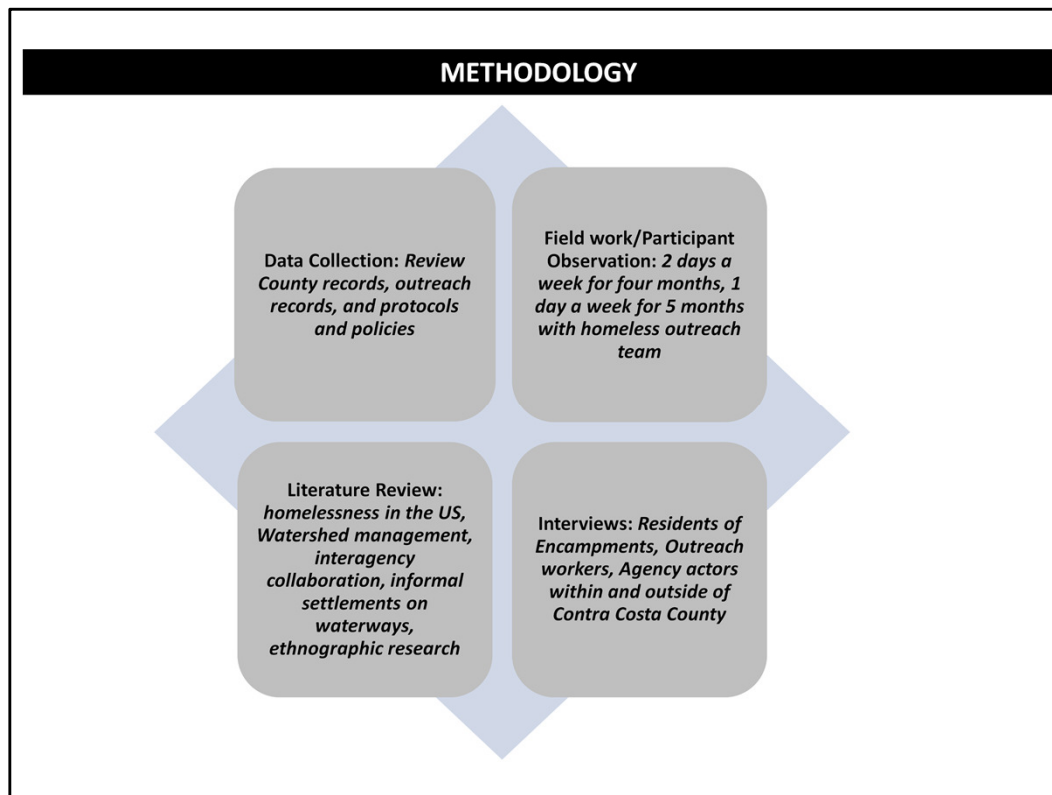 METHODOLOGY
Data Collection: Review
County records, outreach
records, and protocols
and policies
Field work/Participant
Observation: 2 days a
week for four months, 1
day a week for 5 months
with homeless outreach
team
Literature Review:
homelessness in the US,
Watershed management,
interagency
collaboration, informal
settlements on
waterways,
ethnographic research
Interviews: Residents of
Encampments, Outreach
workers, Agency actors
within and outside of
Contra Costa County